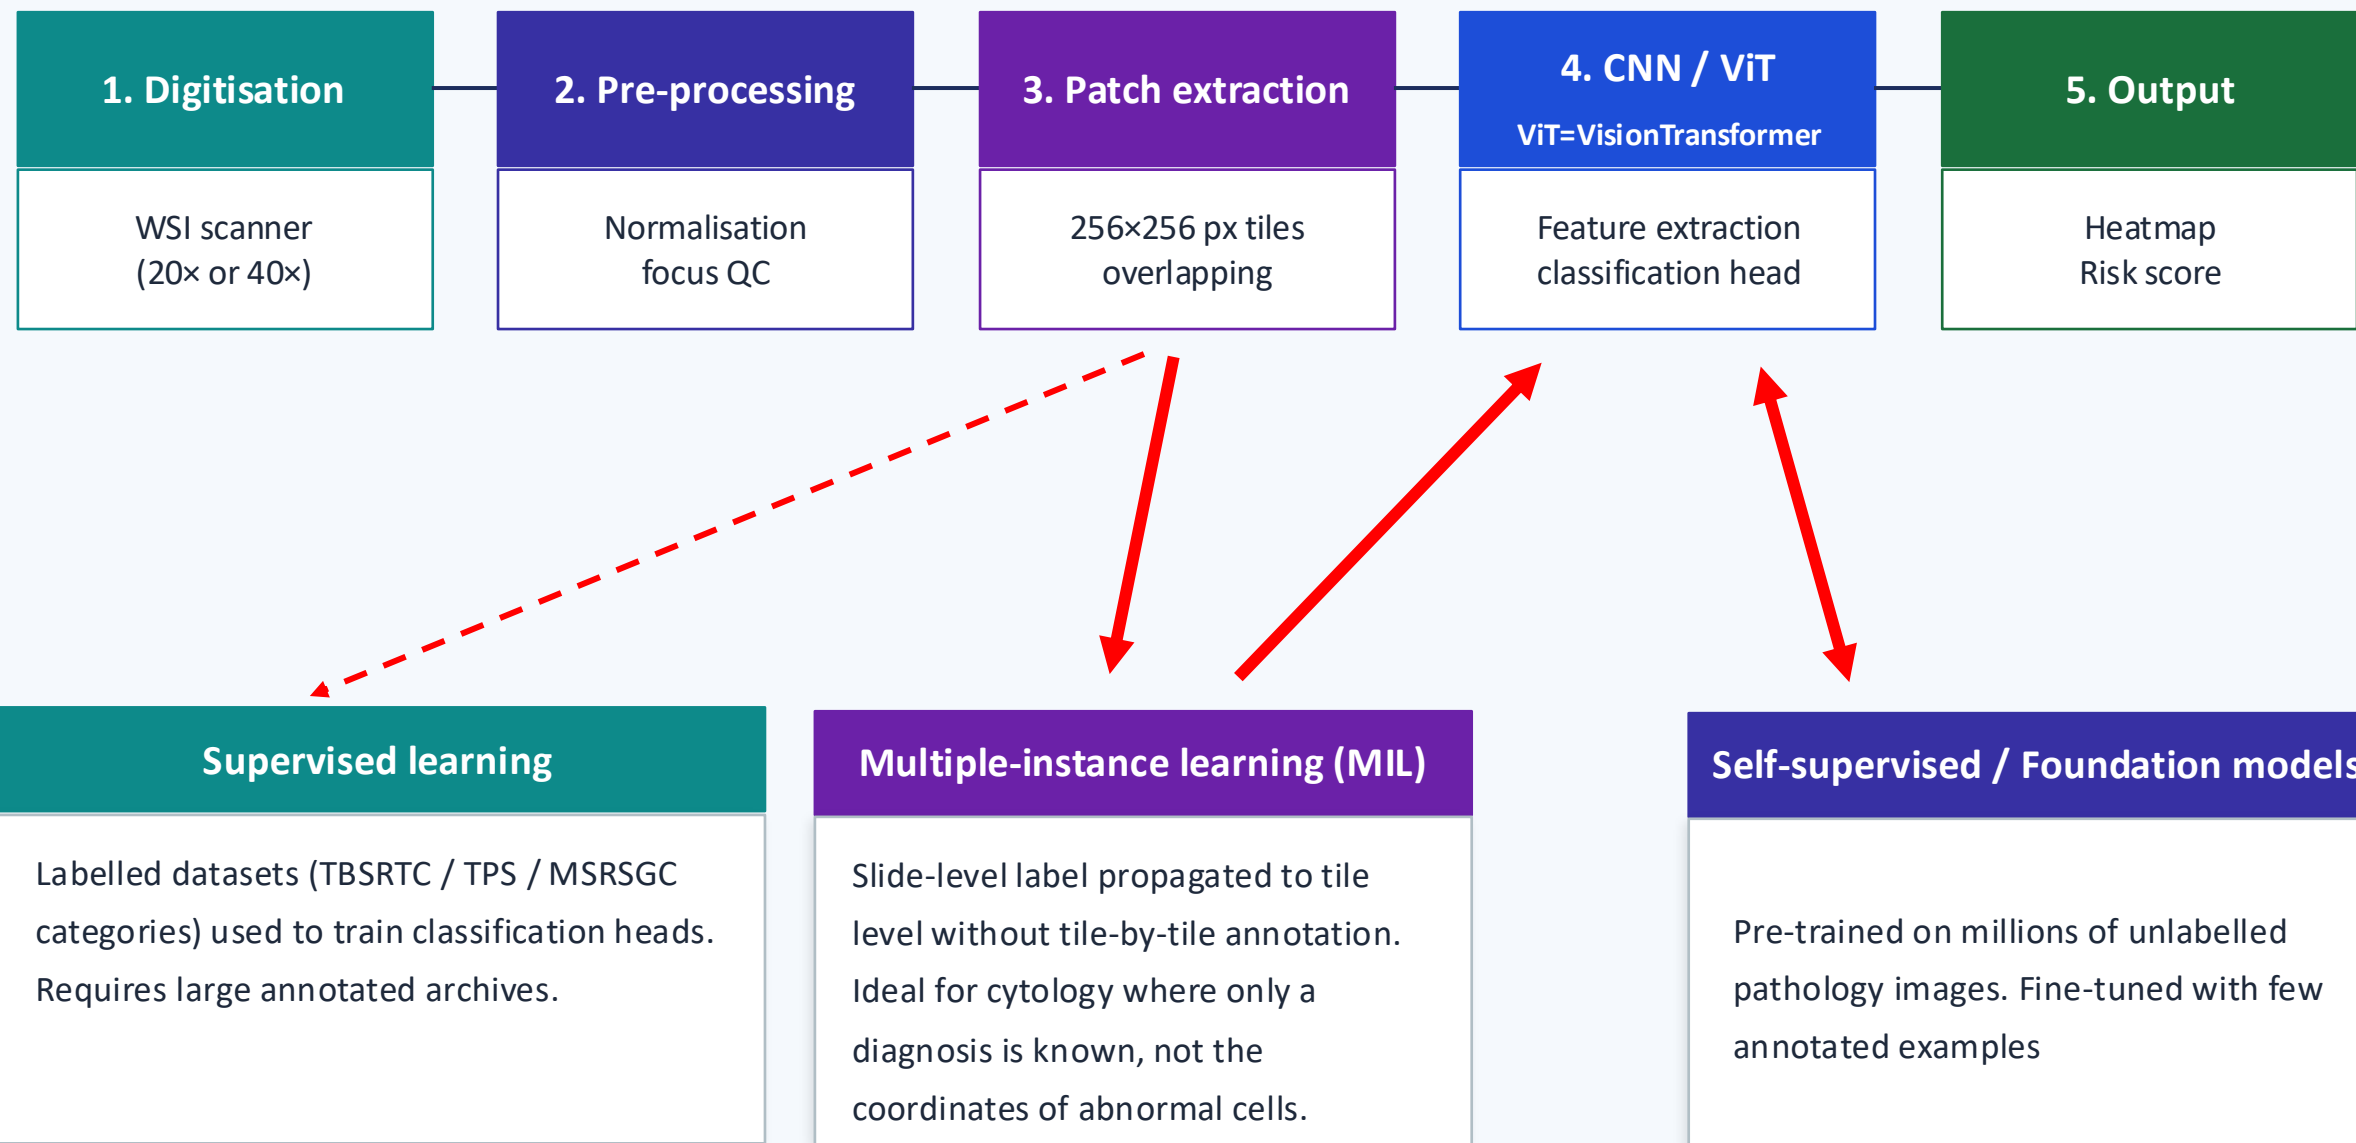 1. Digitisation
WSI scanner
(20× or 40×)
2. Pre-processing
Normalisation
focus QC
3. Patch extraction
256×256 px tiles
overlapping
4. CNN / ViT
ViT=VisionTransformer
Feature extraction
classification head
5. Output
Heatmap
Risk score
Supervised learning
Labelled datasets (TBSRTC / TPS / MSRSGC
categories) used to train classification heads.
Requires large annotated archives.
Multiple-instance learning (MIL)
Slide-level label propagated to tile
level without tile-by-tile annotation.
Ideal for cytology where only a
diagnosis is known, not the
coordinates of abnormal cells.
Self-supervised / Foundation models
Pre-trained on millions of unlabelled
pathology images. Fine-tuned with few
annotated examples